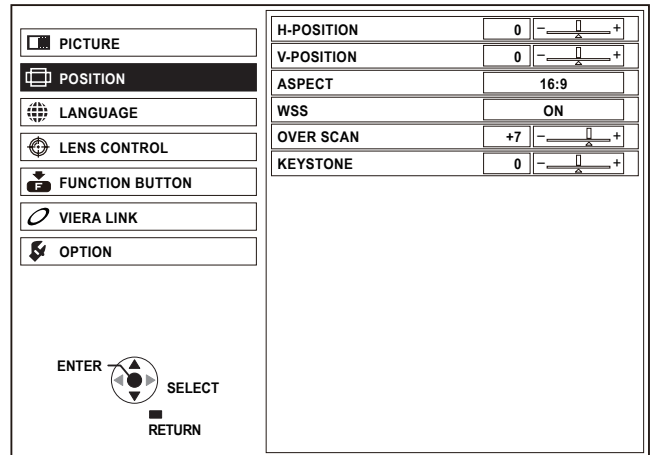 PICTURE
POSITION
LANGUAGE
LENS CONTROL
F
FUNCTION BUTTON
VIERA LINK
OPTION
ENTER
SELECT
RETURN
H-POSITION 0 - +
V-POSITION 0 - +
ASPECT 16:9
WSS ON
OVER SCAN +7 - +
KEYSTONE 0 - +